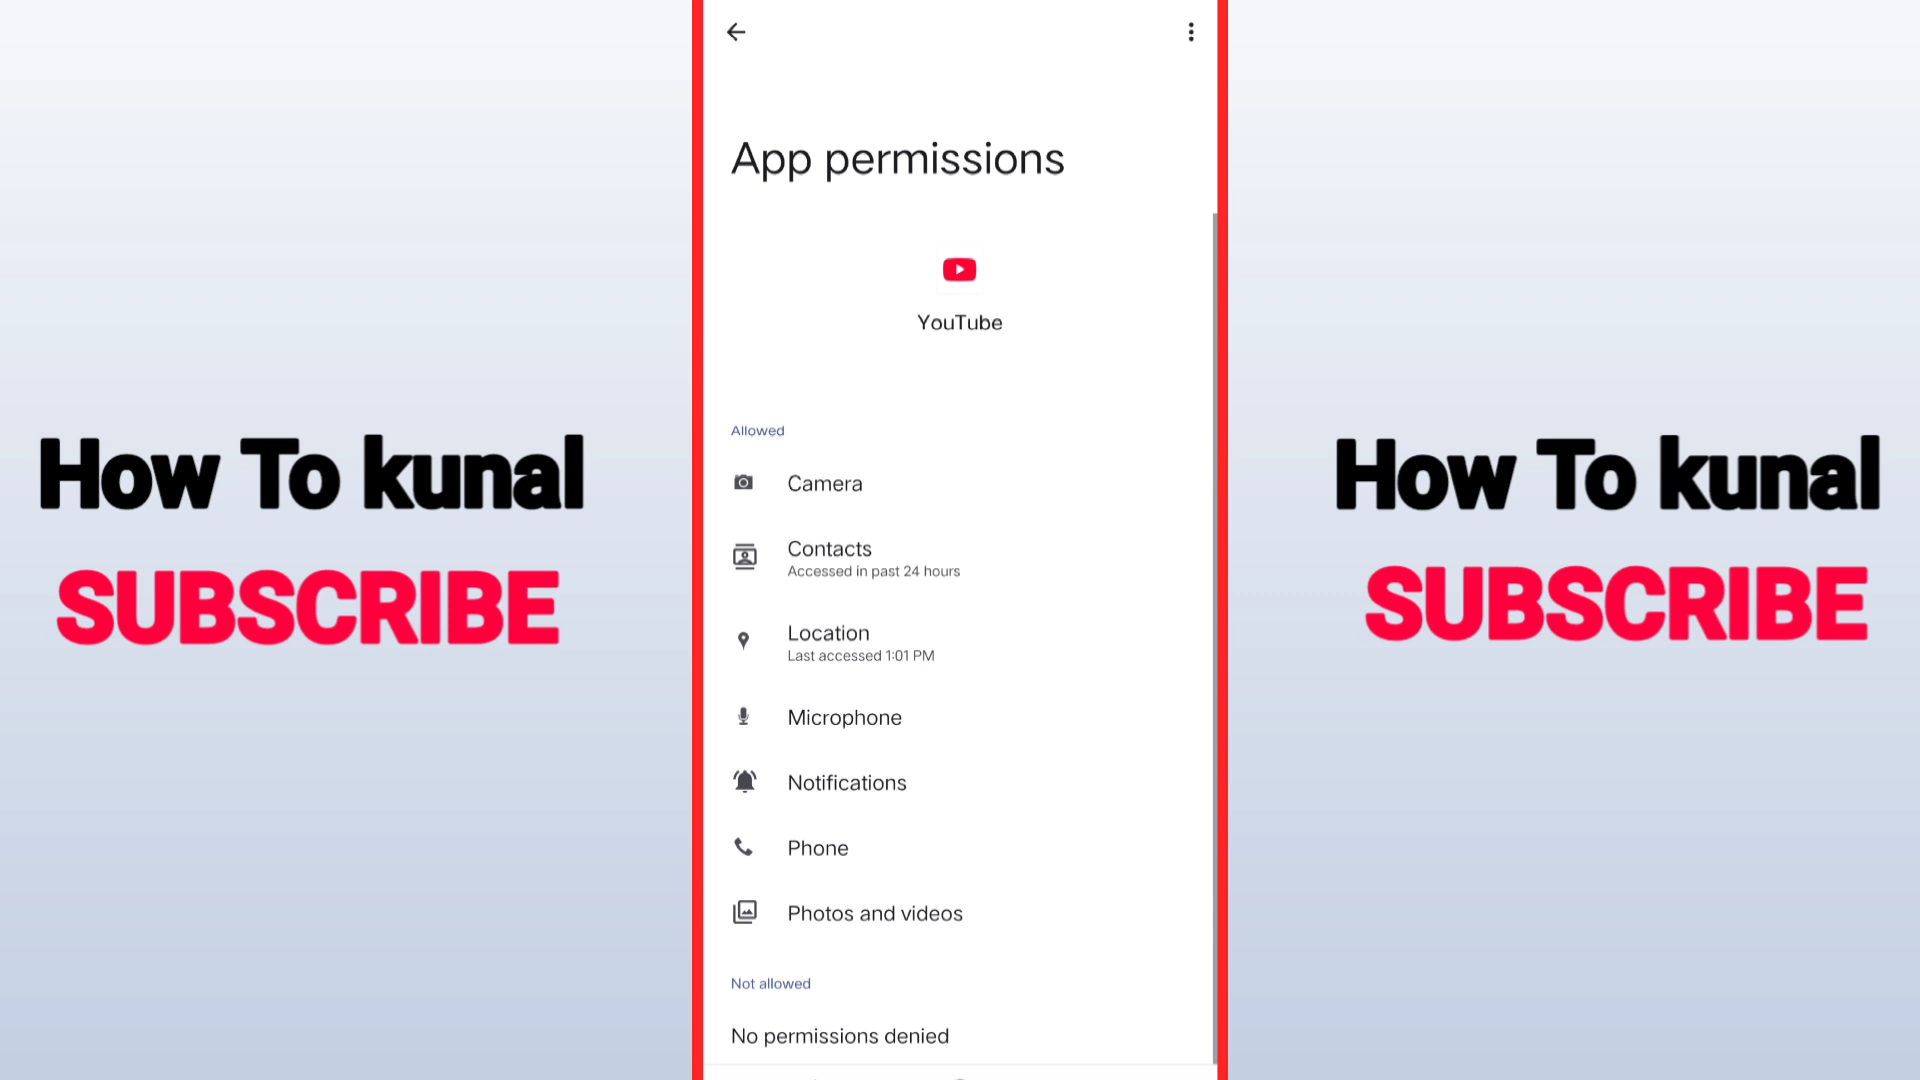 App permissions
YouTube
Allowed
Camera
Contacts
Accessed in past 24 hours
Location
Last accessed 1:01 PM
Microphone
Notifications
Phone
Photos and videos
Not allowed
No permissions denied
How To kunal
SUBSCRIBE
How To kunal
SUBSCRIBE